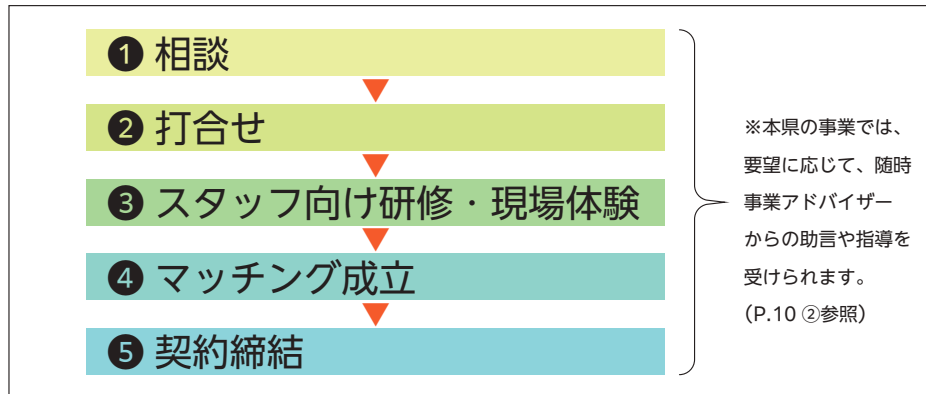 ❶ 相談
❷ 打合せ
❸ スタッフ向け研修・現場体験
❹ マッチング成立
❺ 契約締結
※本県の事業では、
要望に応じて、随時
事業アドバイザー
からの助言や指導を
受けられます。
(P.10 ②参照)